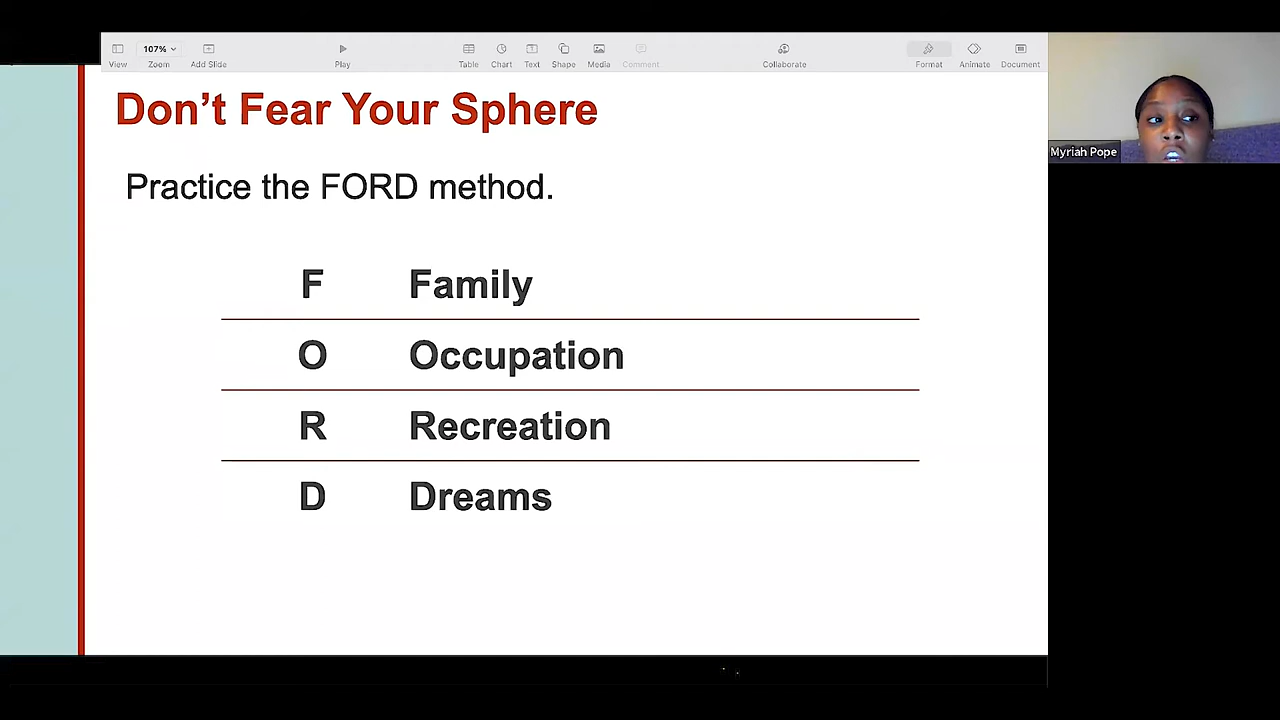 107%
View
Zoom
Add Slide
Play
Table
Chart
Text
Shape
Media
Comment
Collaborate
Format
Animate
Document
Don’t Fear Your Sphere
Practice the FORD method.
F Family
O Occupation
R Recreation
D Dreams
Myriah Pope